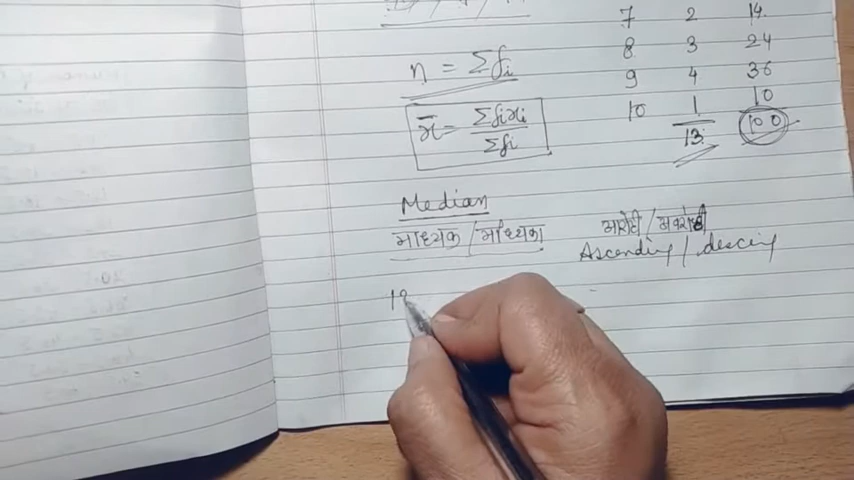 7 2 14
8 3 24
n = Σfi
9 4 36
10 1 10
x̄ = Σfixi / Σfi
13 100
Median
माध्यक / माध्यिका
आरोही / अवरोही
Ascending / descing